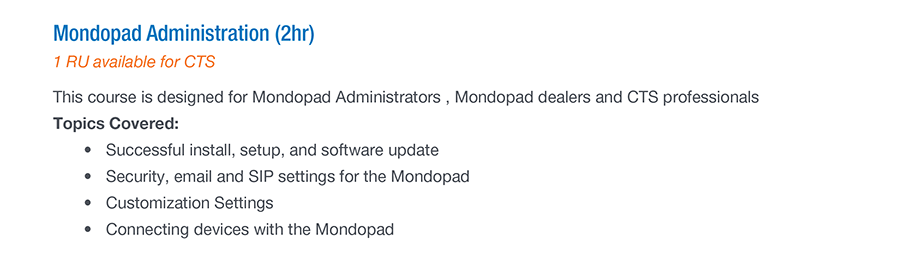 Mondopad Administration (2hr)
1 RU available for CTS
This course is designed for Mondopad Administrators , Mondopad dealers and CTS professionals
Topics Covered:
• Successful install, setup, and software update
• Security, email and SIP settings for the Mondopad
• Customization Settings
• Connecting devices with the Mondopad